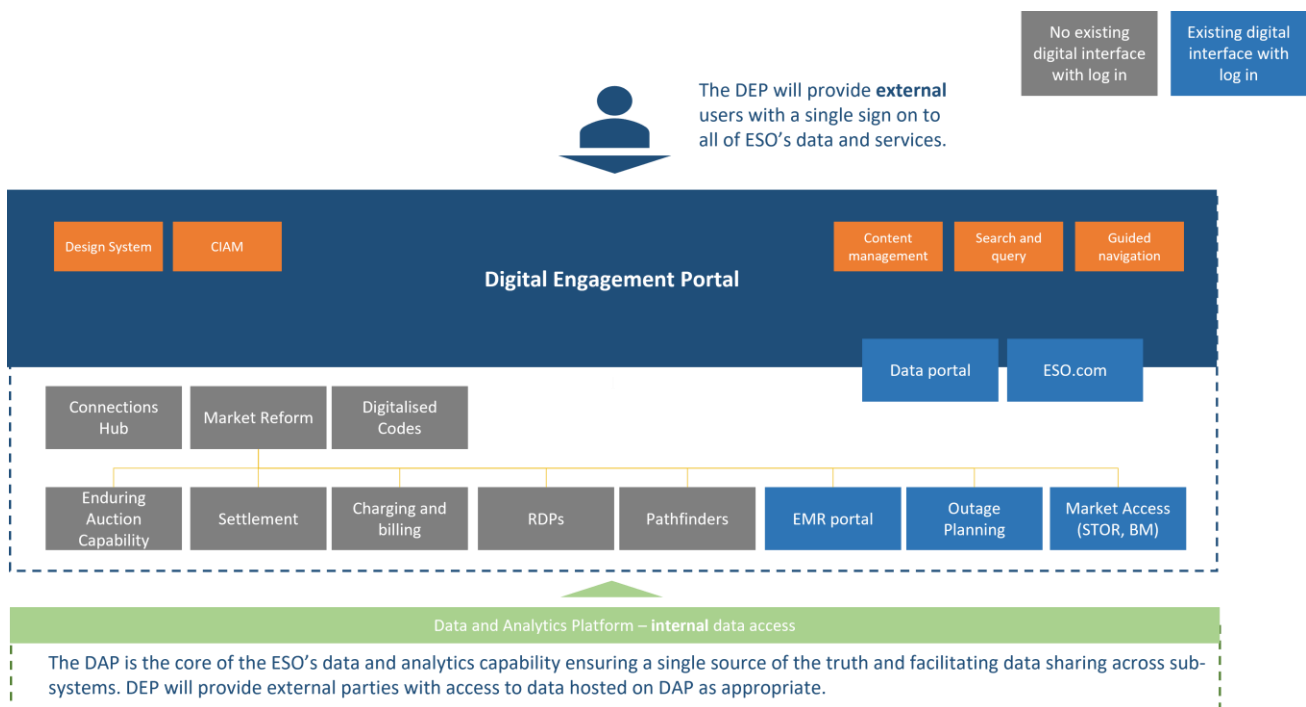 No existing
digital interface
with log in
Existing digital
interface with
log in
The DEP will provide external
users with a single sign on to
all of ESO’s data and services.
Design System
CIAM
Content
management
Search and
query
Guided
navigation
Digital Engagement Portal
Data portal
ESO.com
Connections
Hub
Market Reform
Digitalised
Codes
Enduring
Auction
Capability
Settlement
Charging and
billing
RDPs
Pathfinders
EMR portal
Outage
Planning
Market Access
(STOR, BM)
Data and Analytics Platform – internal data access
The DAP is the core of the ESO’s data and analytics capability ensuring a single source of the truth and facilitating data sharing across sub-
systems. DEP will provide external parties with access to data hosted on DAP as appropriate.